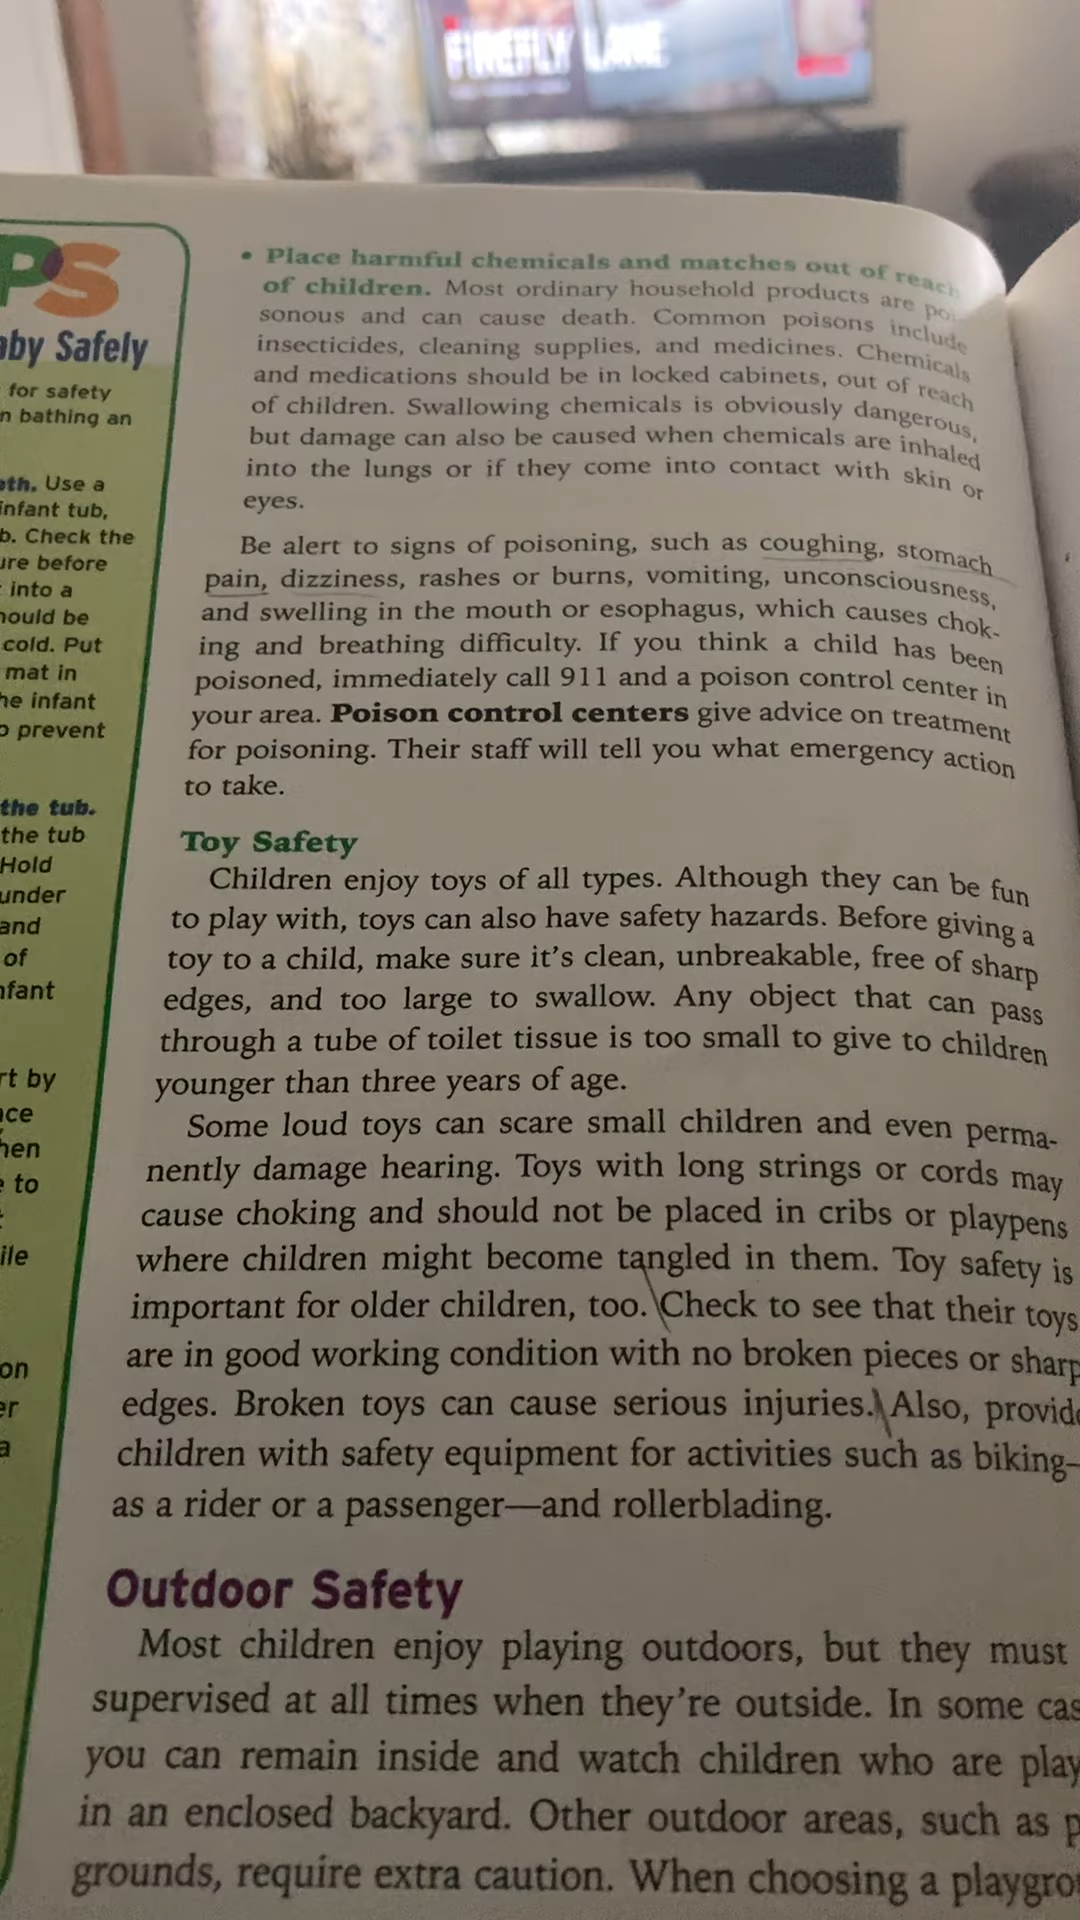 FIREFLY LANE
PS
aby Safely
for safety
n bathing an
ath. Use a
infant tub,
b. Check the
ure before
into a
hould be
cold. Put
mat in
he infant
o prevent
the tub.
the tub
Hold
under
and
of
nfant
rt by
ace
hen
e to
ile
on
er
a
• Place harmful chemicals and matches out of reach
of children. Most ordinary household products are poi
sonous and can cause death. Common poisons include
insecticides, cleaning supplies, and medicines. Chemicals
and medications should be in locked cabinets, out of reach
of children. Swallowing chemicals is obviously dangerous,
but damage can also be caused when chemicals are inhaled
into the lungs or if they come into contact with skin or
eyes.
Be alert to signs of poisoning, such as coughing, stomach
pain, dizziness, rashes or burns, vomiting, unconsciousness,
and swelling in the mouth or esophagus, which causes chok-
ing and breathing difficulty. If you think a child has been
poisoned, immediately call 911 and a poison control center in
your area. Poison control centers give advice on treatment
for poisoning. Their staff will tell you what emergency action
to take.
Toy Safety
Children enjoy toys of all types. Although they can be fun
to play with, toys can also have safety hazards. Before giving a
toy to a child, make sure it's clean, unbreakable, free of sharp
edges, and too large to swallow. Any object that can pass
through a tube of toilet tissue is too small to give to children
younger than three years of age.
Some loud toys can scare small children and even perma-
nently damage hearing. Toys with long strings or cords may
cause choking and should not be placed in cribs or playpens
where children might become tangled in them. Toy safety is
important for older children, too. Check to see that their toys
are in good working condition with no broken pieces or sharp
edges. Broken toys can cause serious injuries. Also, provide
children with safety equipment for activities such as biking—
as a rider or a passenger—and rollerblading.
Outdoor Safety
Most children enjoy playing outdoors, but they must
supervised at all times when they're outside. In some cas
you can remain inside and watch children who are play
in an enclosed backyard. Other outdoor areas, such as p
grounds, require extra caution. When choosing a playgro